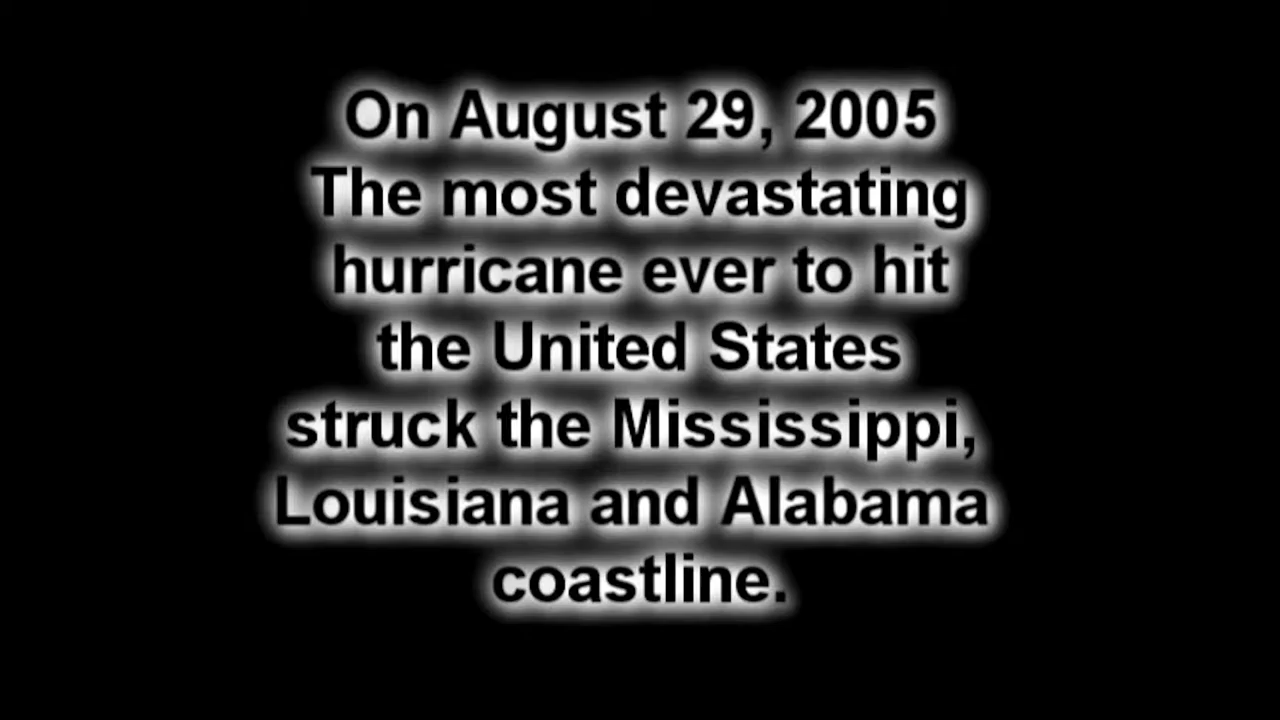 On August 29, 2005
The most devastating
hurricane ever to hit
the United States
struck the Mississippi,
Louisiana and Alabama
coastline.